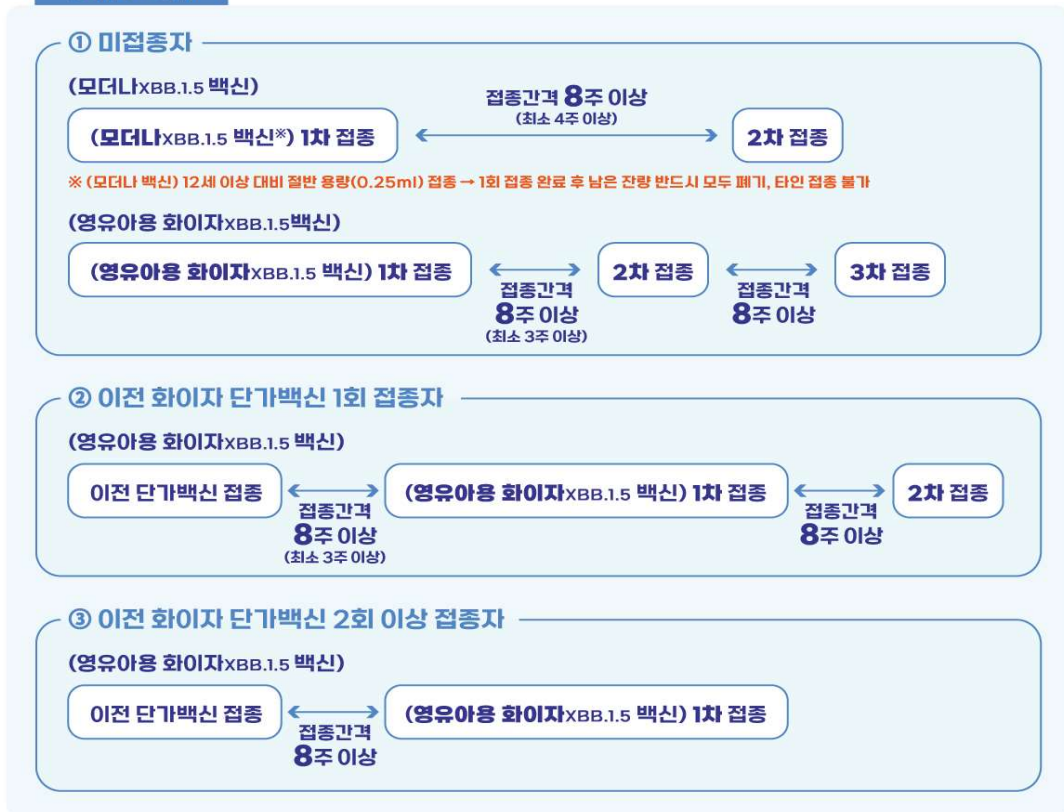 ① 미접종자
(모더나XBB.1.5 백신)
(모더나XBB.1.5 백신※) 1차 접종
접종간격 8주 이상
(최소 4주 이상)
2차 접종
※ (모더나 백신) 12세 이상 대비 절반 용량(0.25ml) 접종 → 1회 접종 완료 후 남은 잔량 반드시 모두 폐기, 타인 접종 불가
(영유아용 화이자XBB.1.5백신)
(영유아용 화이자XBB.1.5 백신) 1차 접종
접종간격
8주 이상
(최소 3주 이상)
2차 접종
접종간격
8주 이상
3차 접종
② 이전 화이자 단가백신 1회 접종자
(영유아용 화이자XBB.1.5 백신)
이전 단가백신 접종
접종간격
8주 이상
(최소 3주 이상)
(영유아용 화이자XBB.1.5 백신) 1차 접종
접종간격
8주 이상
2차 접종
③ 이전 화이자 단가백신 2회 이상 접종자
(영유아용 화이자XBB.1.5 백신)
이전 단가백신 접종
접종간격
8주 이상
(영유아용 화이자XBB.1.5 백신) 1차 접종